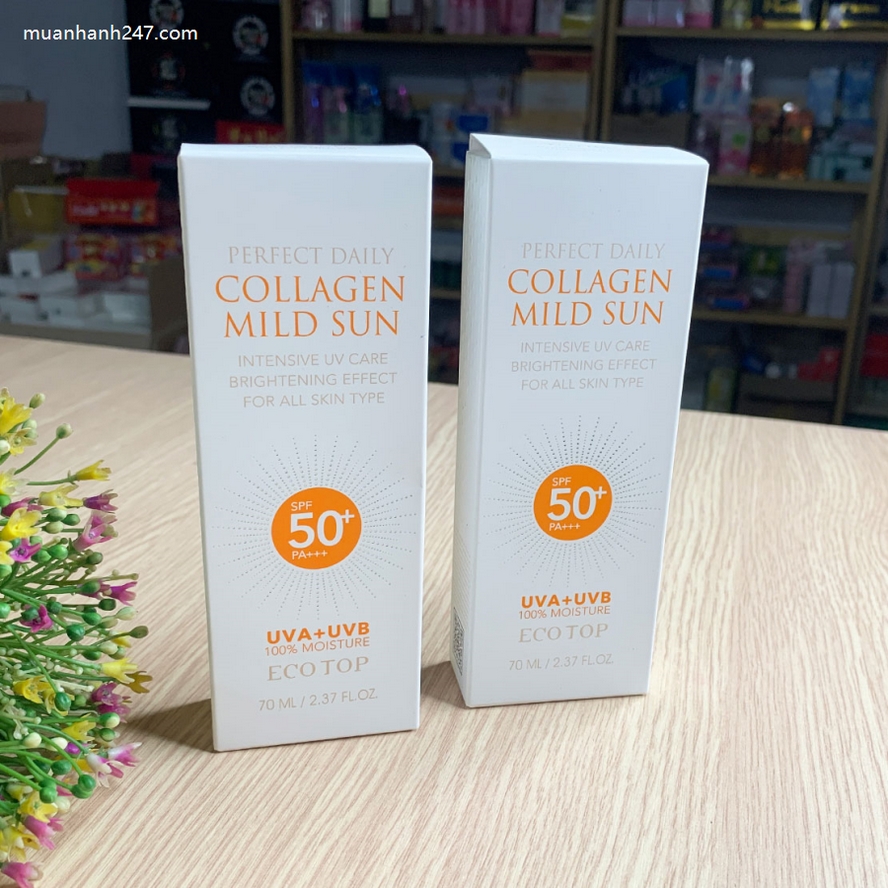 muanhanh247.com
PERFECT DAILY
COLLAGEN
MILD SUN
INTENSIVE UV CARE
BRIGHTENING EFFECT
FOR ALL SKIN TYPE
SPF
50+
PA+++
UVA+UVB
100% MOISTURE
ECO TOP
70 ML / 2.37 FL.OZ.
PERFECT DAILY
COLLAGEN
MILD SUN
INTENSIVE UV CARE
BRIGHTENING EFFECT
FOR ALL SKIN TYPE
SPF
50+
PA+++
UVA+UVB
100% MOISTURE
ECO TOP
70 ML / 2.37 FL.OZ.